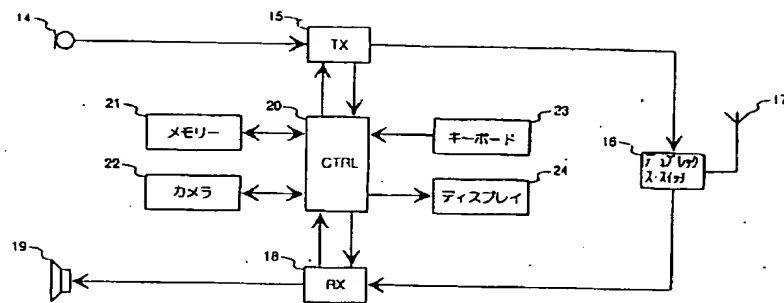 14
15
TX
17
21
メモリー
20
CTRL
23
キーボード
16
デュプレック
ス・スイッチ
22
カメラ
24
ディスプレイ
19
18
RX